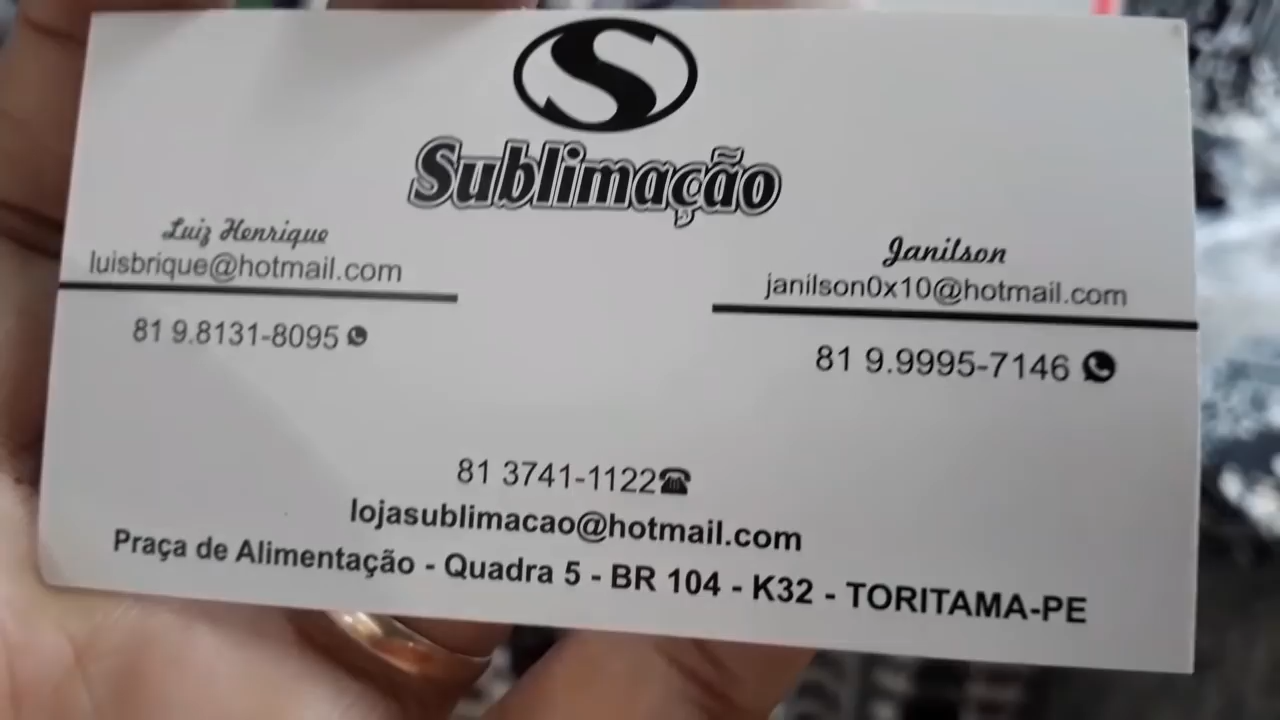 S
Sublimação
Luiz Henrique
luisbrique@hotmail.com
81 9.8131-8095
Janilson
janilson0x10@hotmail.com
81 9.9995-7146
81 3741-1122
lojasublimacao@hotmail.com
Praça de Alimentação - Quadra 5 - BR 104 - K32 - TORITAMA-PE